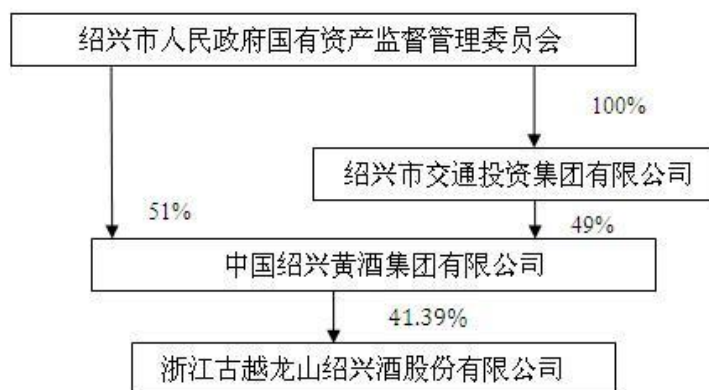 绍兴市人民政府国有资产监督管理委员会
100%
绍兴市交通投资集团有限公司
51%
49%
中国绍兴黄酒集团有限公司
41.39%
浙江古越龙山绍兴酒股份有限公司